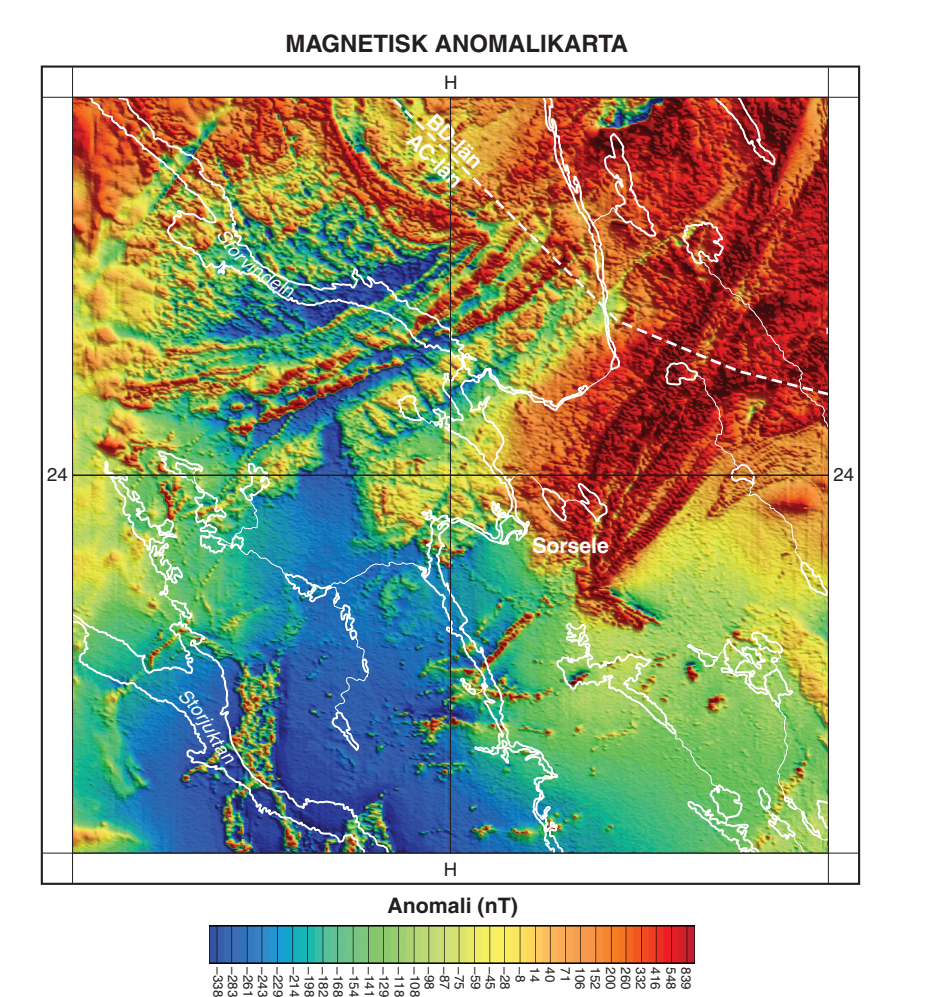 MAGNETISK ANOMALIKARTA
H
BD-län
AC-län
Storvindeln
24
24
Sorsele
Storjuktan
H
Anomali (nT)
-338 -283 -261 -243 -229 -214 -198 -182 -168 -154 -141 -129 -118 -108 -98 -87 -75 -59 -45 -28 -8 14 40 71 106 152 200 260 332 416 548 839